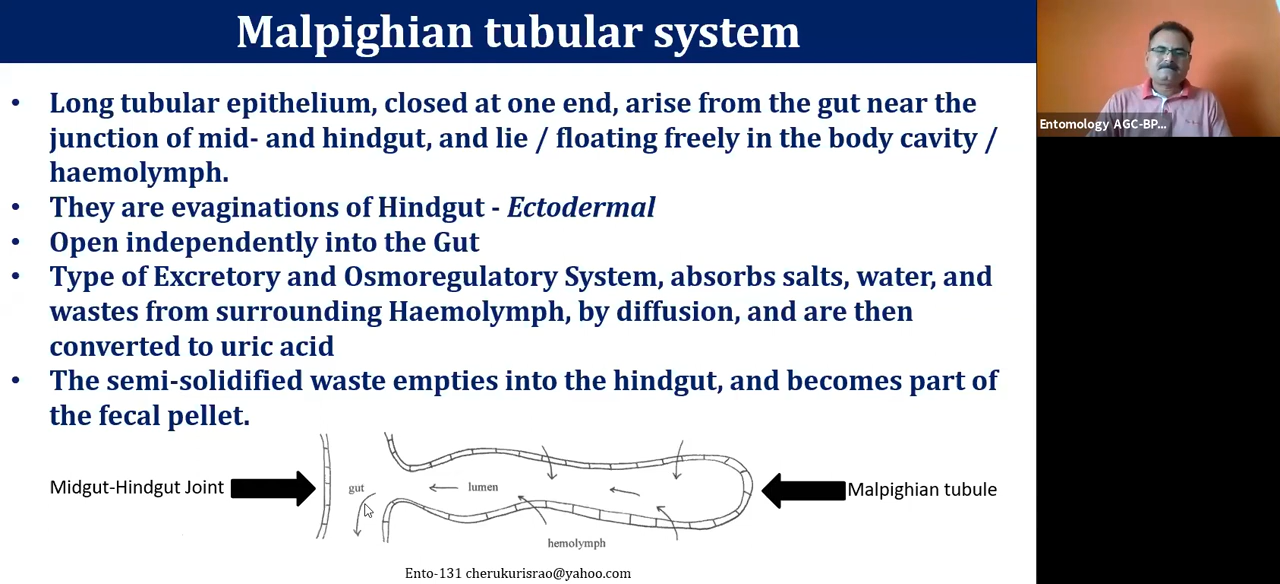 Malpighian tubular system
• Long tubular epithelium, closed at one end, arise from the gut near the
junction of mid- and hindgut, and lie / floating freely in the body cavity /
haemolymph.
• They are evaginations of Hindgut - Ectodermal
• Open independently into the Gut
• Type of Excretory and Osmoregulatory System, absorbs salts, water, and
wastes from surrounding Haemolymph, by diffusion, and are then
converted to uric acid
• The semi-solidified waste empties into the hindgut, and becomes part of
the fecal pellet.
Midgut-Hindgut Joint
gut
lumen
Malpighian tubule
hemolymph
Ento-131 cherukurisrao@yahoo.com
Entomology AGC-BP...